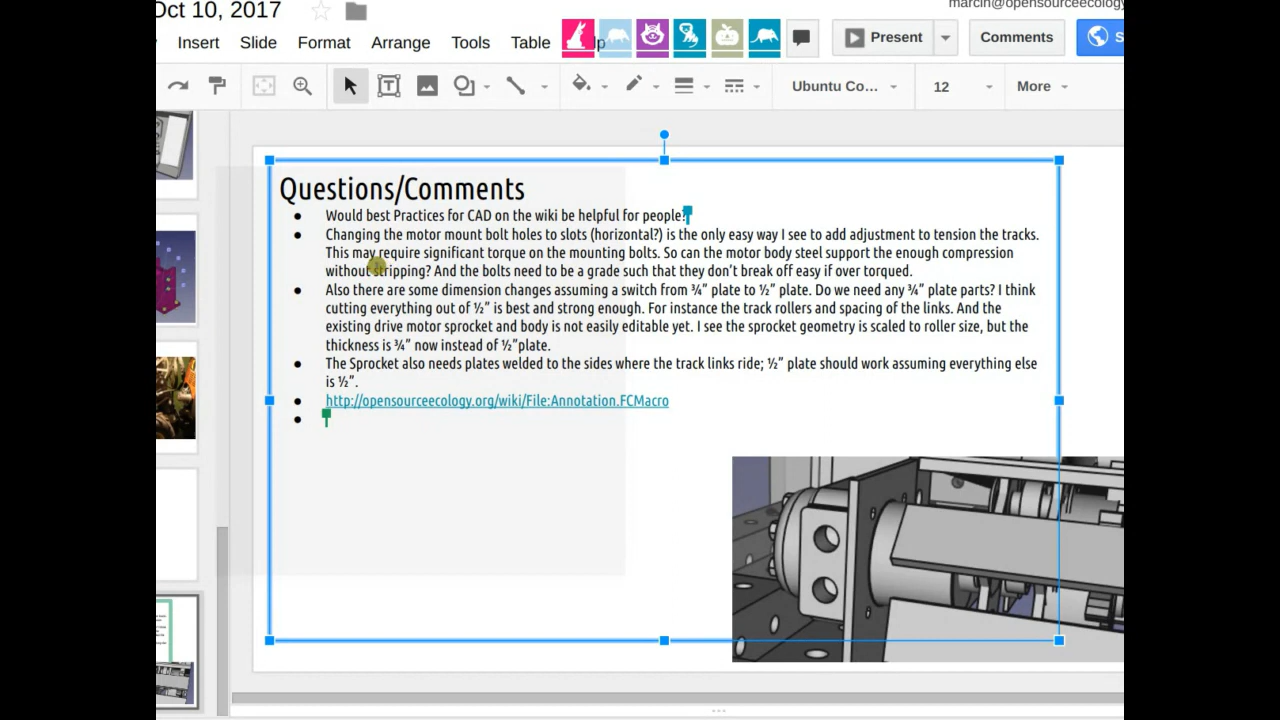 Oct 10, 2017
marcin@opensourceecology
Insert Slide Format Arrange Tools Table
Present Comments
Ubuntu Co... 12 More
Questions/Comments
● Would best Practices for CAD on the wiki be helpful for people?
● Changing the motor mount bolt holes to slots (horizontal?) is the only easy way I see to add adjustment to tension the tracks.
This may require significant torque on the mounting bolts. So can the motor body steel support the enough compression
without stripping? And the bolts need to be a grade such that they don't break off easy if over torqued.
● Also there are some dimension changes assuming a switch from ¾” plate to ½” plate. Do we need any ¾” plate parts? I think
cutting everything out of ½” is best and strong enough. For instance the track rollers and spacing of the links. And the
existing drive motor sprocket and body is not easily editable yet. I see the sprocket geometry is scaled to roller size, but the
thickness is ¾” now instead of ½”plate.
● The Sprocket also needs plates welded to the sides where the track links ride; ½” plate should work assuming everything else
is ½”.
● http://opensourceecology.org/wiki/File:Annotation.FCMacro
●